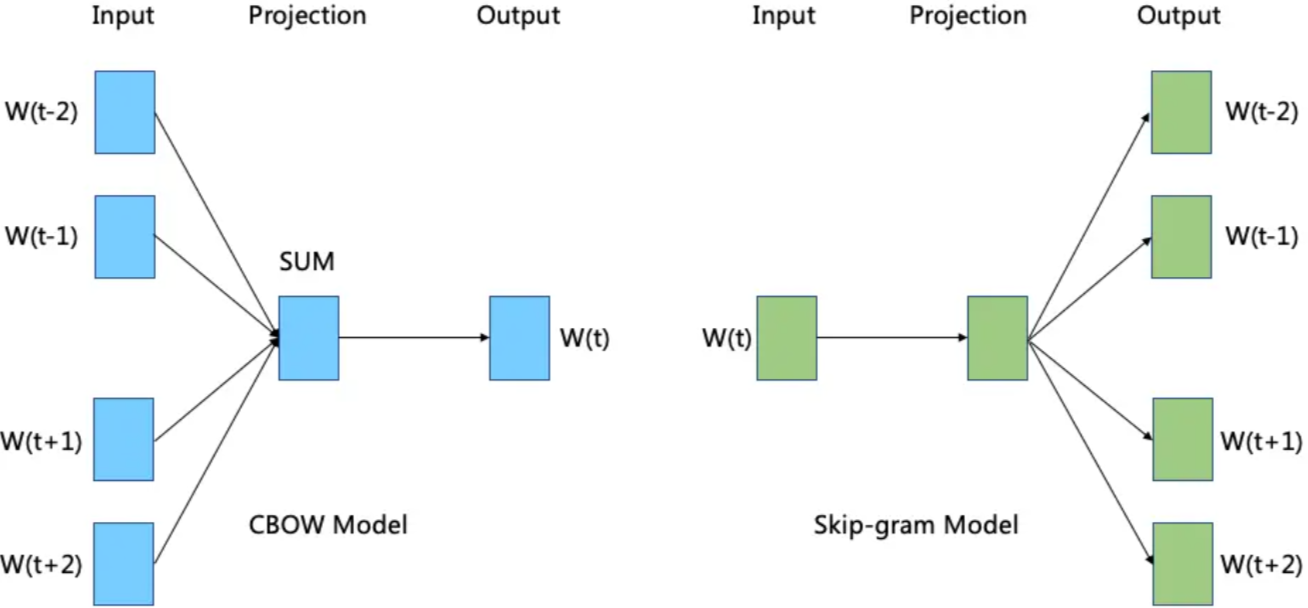 Input Projection Output
W(t-2)
W(t-1)
SUM
W(t)
W(t+1)
CBOW Model
W(t+2)
Input Projection Output
W(t-2)
W(t-1)
W(t)
W(t+1)
Skip-gram Model
W(t+2)